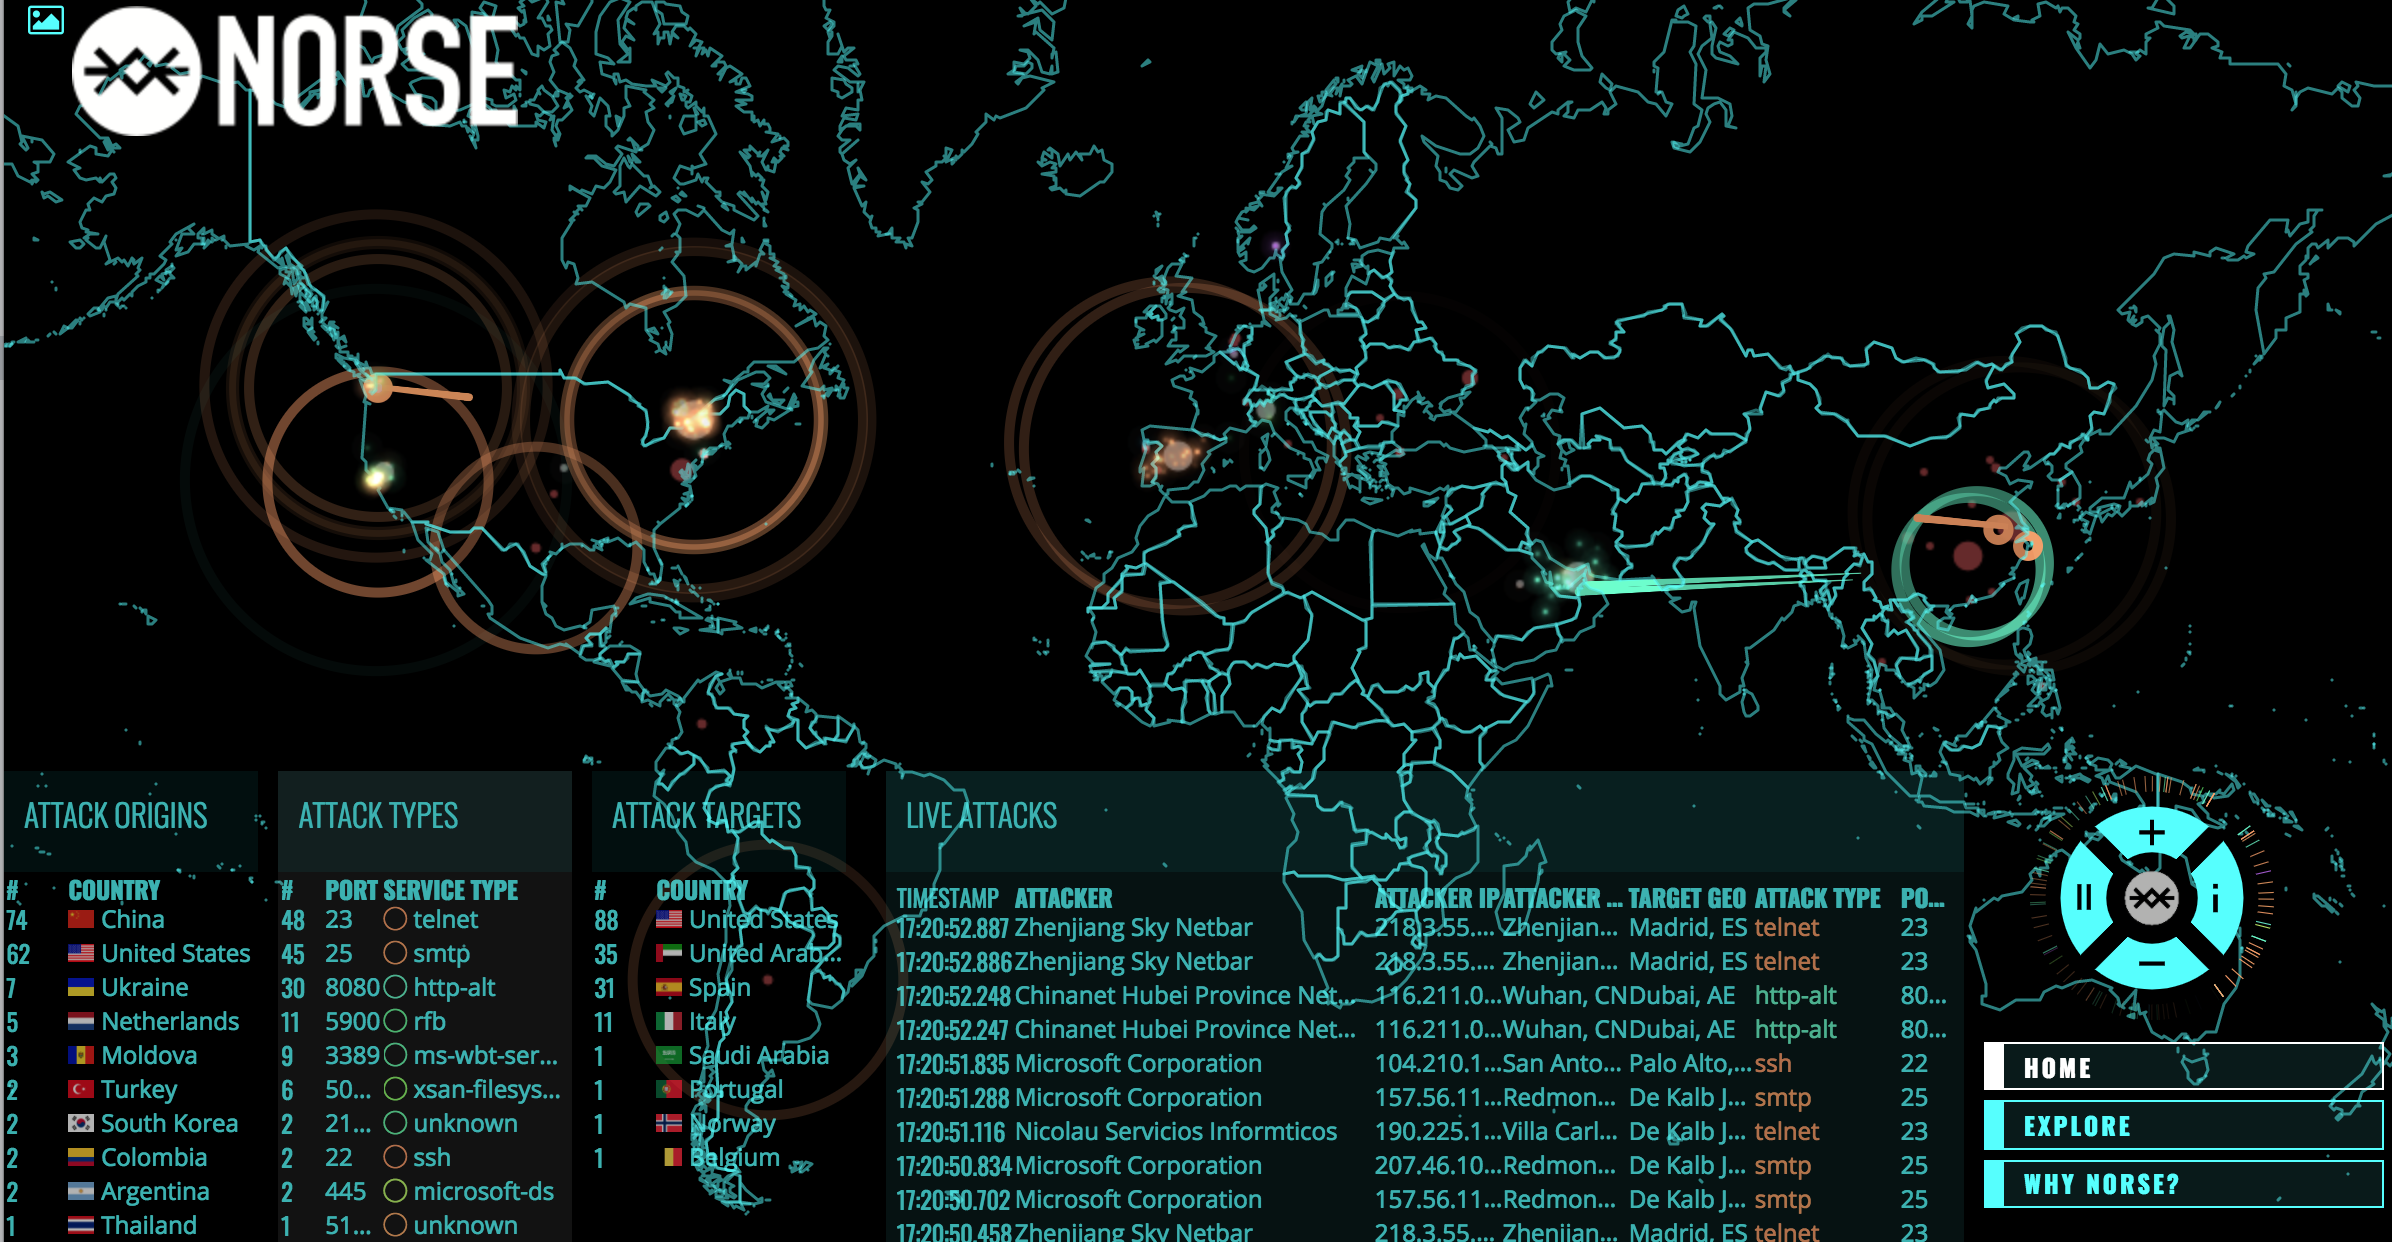 NORSE
ATTACK ORIGINS
# COUNTRY
74 China
62 United States
7 Ukraine
5 Netherlands
3 Moldova
2 Turkey
2 South Korea
2 Colombia
2 Argentina
1 Thailand
ATTACK TYPES
# PORT SERVICE TYPE
48 23 telnet
45 25 smtp
30 8080 http-alt
11 5900 rfb
9 3389 ms-wbt-ser...
6 50... xsan-filesys...
2 21... unknown
2 22 ssh
2 445 microsoft-ds
1 51... unknown
ATTACK TARGETS
# COUNTRY
88 United States
35 United Arab...
31 Spain
11 Italy
1 Saudi Arabia
1 Portugal
1 Norway
1 Belgium
LIVE ATTACKS
TIMESTAMP ATTACKER ATTACKER IP ATTACKER ... TARGET GEO ATTACK TYPE PO...
17:20:52.887 Zhenjiang Sky Netbar 218.3.55.... Zhenjian... Madrid, ES telnet 23
17:20:52.886 Zhenjiang Sky Netbar 218.3.55.... Zhenjian... Madrid, ES telnet 23
17:20:52.248 Chinanet Hubei Province Net... 116.211.0... Wuhan, CN Dubai, AE http-alt 80...
17:20:52.247 Chinanet Hubei Province Net... 116.211.0... Wuhan, CN Dubai, AE http-alt 80...
17:20:51.835 Microsoft Corporation 104.210.1... San Anto... Palo Alto,... ssh 22
17:20:51.288 Microsoft Corporation 157.56.11... Redmon... De Kalb J... smtp 25
17:20:51.116 Nicolau Servicios Informticos 190.225.1... Villa Carl... De Kalb J... telnet 23
17:20:50.834 Microsoft Corporation 207.46.10... Redmon... De Kalb J... smtp 25
17:20:50.702 Microsoft Corporation 157.56.11... Redmon... De Kalb J... smtp 25
17:20:50.458 Zhenjiang Sky Netbar 218.3.55.... Zhenjian... Madrid, ES telnet 23
+
i
−
HOME
EXPLORE
WHY NORSE?